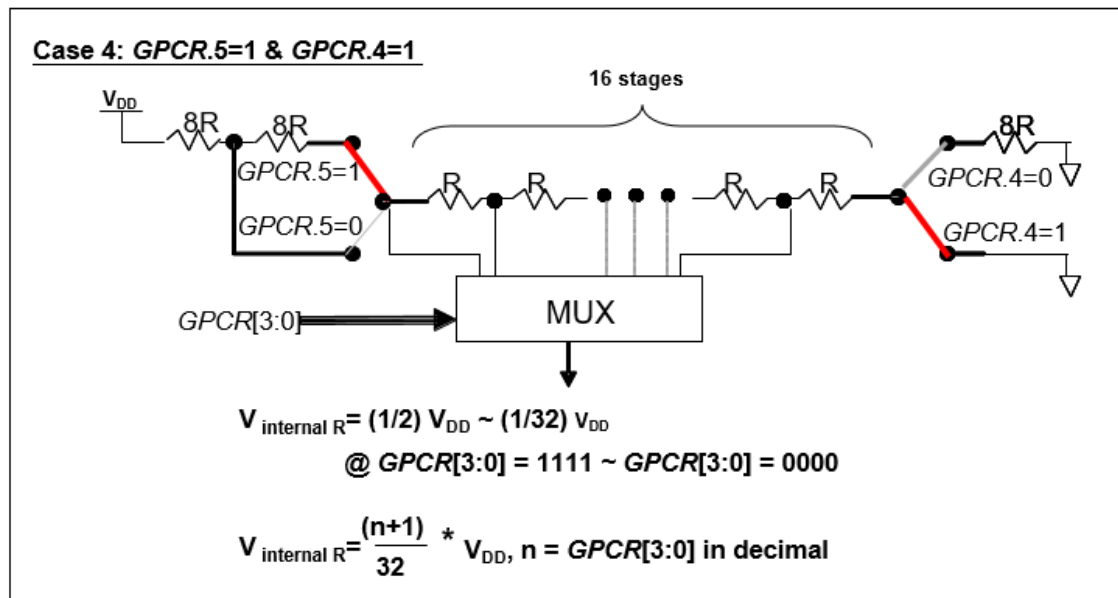 Case 4: GPCR.5=1 & GPCR.4=1
16 stages
VDD
8R
8R
8R
GPCR.5=1
GPCR.4=0
R
R
R
R
GPCR.5=0
GPCR.4=1
MUX
GPCR[3:0]
V internal R= (1/2) VDD ~ (1/32) VDD
@ GPCR[3:0] = 1111 ~ GPCR[3:0] = 0000
V internal R= (n+1)/32 * VDD, n = GPCR[3:0] in decimal